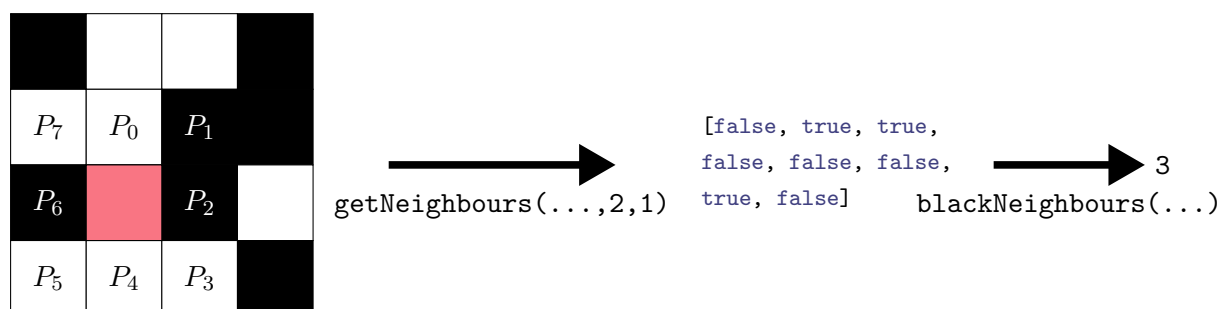 P₇ P₀ P₁
P₆ P₂
P₅ P₄ P₃
getNeighbours(...,2,1)
[false, true, true,
false, false, false,
true, false]
3
blackNeighbours(...)